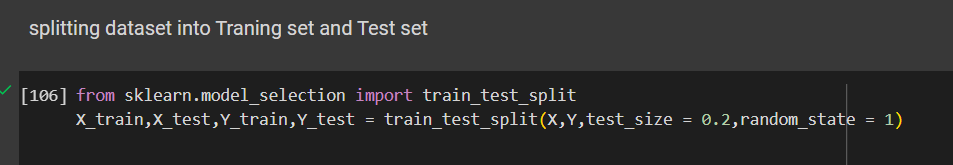 splitting dataset into Traning set and Test set
[106] from sklearn.model_selection import train_test_split
X_train,X_test,Y_train,Y_test = train_test_split(X,Y,test_size = 0.2,random_state = 1)